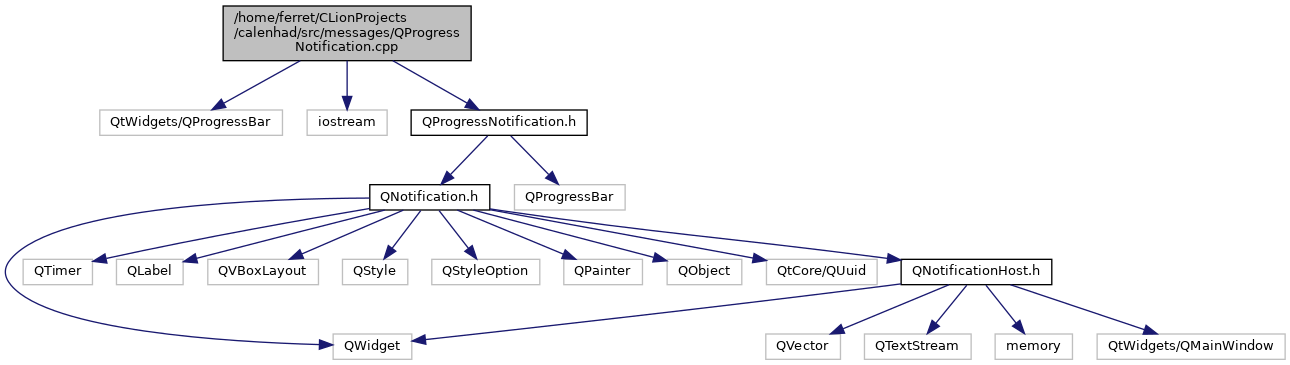 /home/ferret/CLionProjects
/calenhad/src/messages/QProgress
Notification.cpp
QtWidgets/QProgressBar
iostream
QProgressNotification.h
QNotification.h
QProgressBar
QTimer
QLabel
QVBoxLayout
QStyle
QStyleOption
QPainter
QObject
QtCore/QUuid
QNotificationHost.h
QWidget
QVector
QTextStream
memory
QtWidgets/QMainWindow